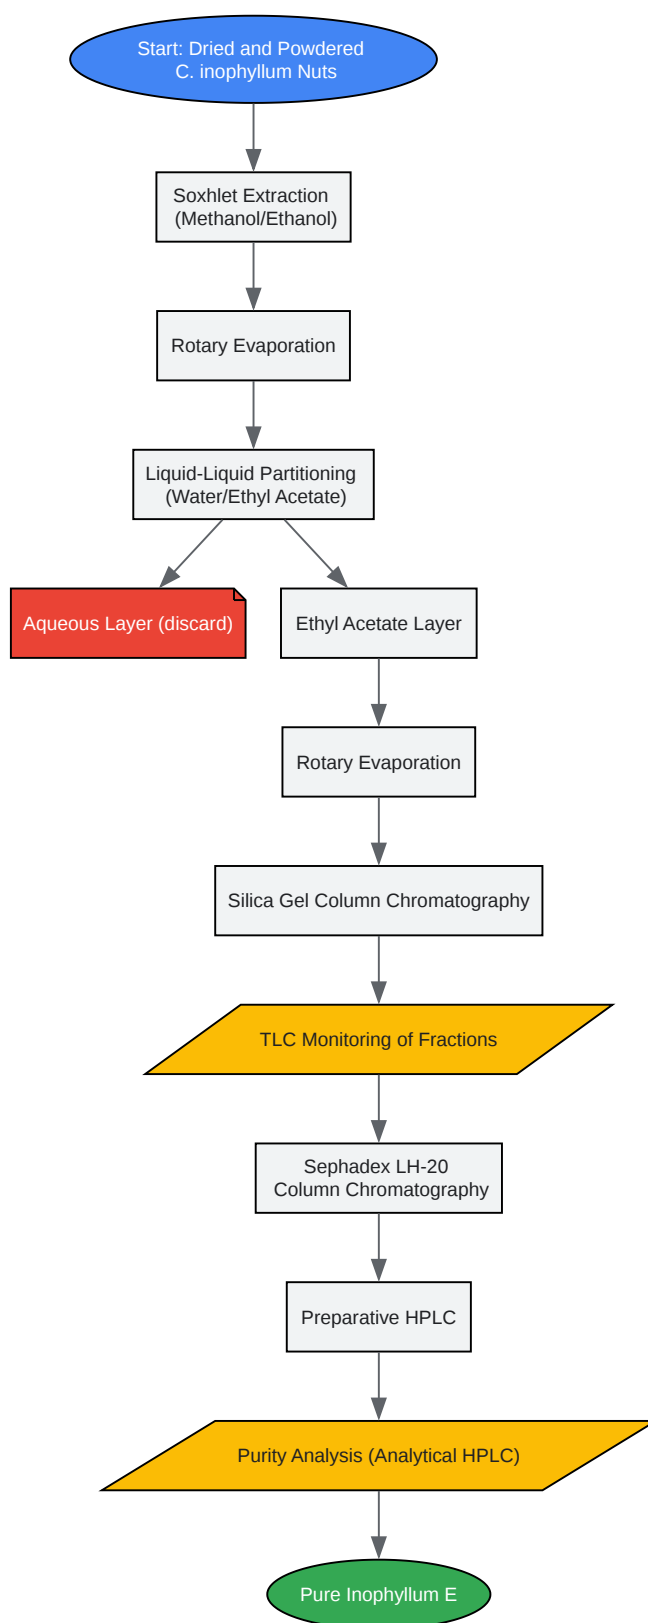 Start: Dried and Powdered
C. inophyllum Nuts
Soxhlet Extraction
(Methanol/Ethanol)
Rotary Evaporation
Liquid-Liquid Partitioning
(Water/Ethyl Acetate)
Aqueous Layer (discard)
Ethyl Acetate Layer
Rotary Evaporation
Silica Gel Column Chromatography
TLC Monitoring of Fractions
Sephadex LH-20
Column Chromatography
Preparative HPLC
Purity Analysis (Analytical HPLC)
Pure Inophyllum E